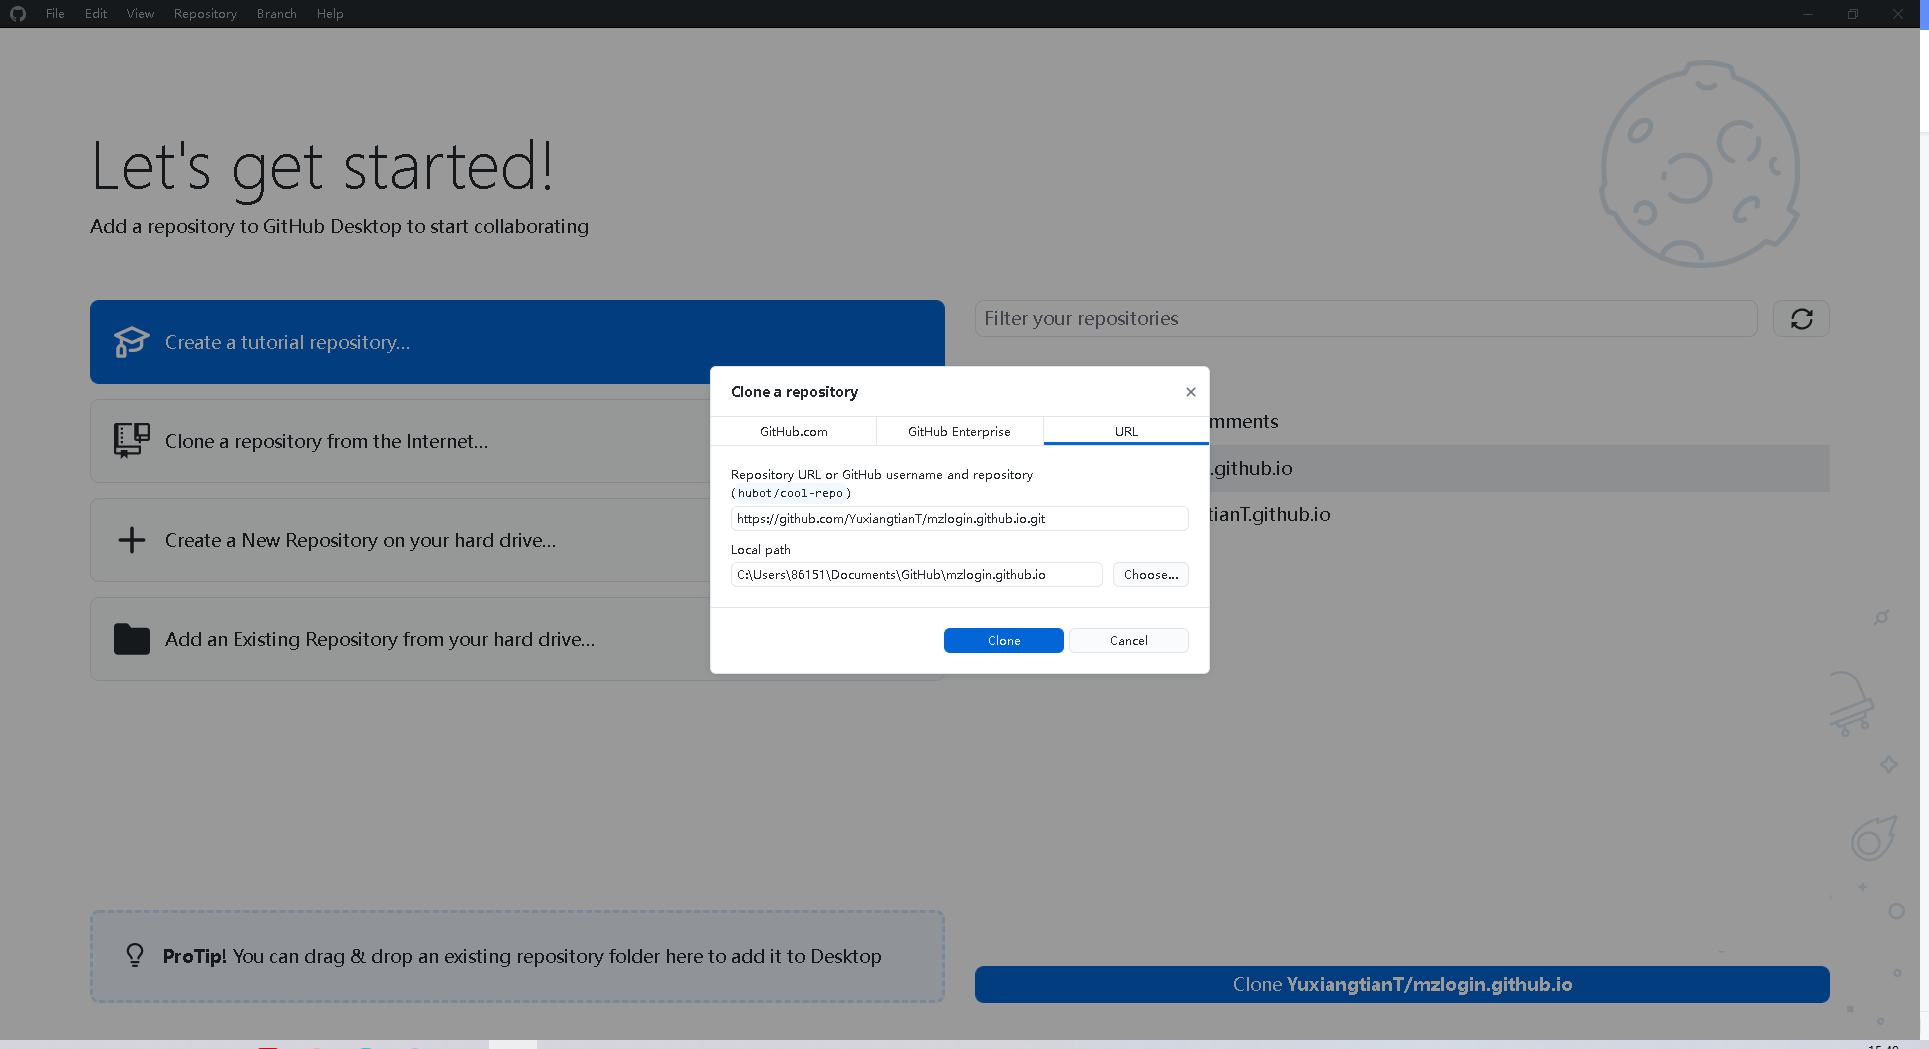 File Edit View Repository Branch Help
Let's get started!
Add a repository to GitHub Desktop to start collaborating
Create a tutorial repository...
Clone a repository from the Internet...
Create a New Repository on your hard drive...
Add an Existing Repository from your hard drive...
ProTip! You can drag & drop an existing repository folder here to add it to Desktop
Filter your repositories
mments
.github.io
tianT.github.io
Clone YuxiangtianT/mzlogin.github.io
Clone a repository
GitHub.com GitHub Enterprise URL
Repository URL or GitHub username and repository
(hubot/cool-repo)
https://github.com/YuxiangtianT/mzlogin.github.io.git
Local path
C:\Users\86151\Documents\GitHub\mzlogin.github.io Choose...
Clone Cancel